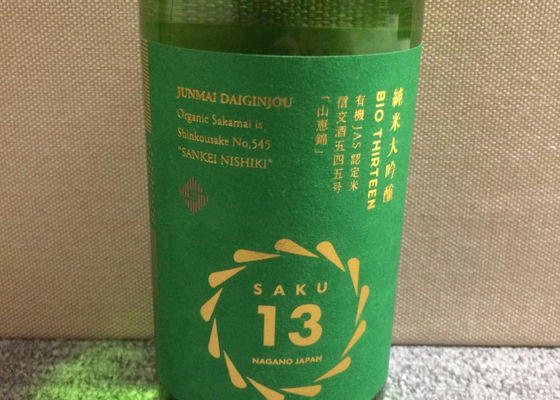 JUNMAI DAIGINJOU
Organic Sakamai is
Shinkousake No,545
"SANKEI NISHIKI"
純米大吟醸
BIO THIRTEEN
有機JAS認定米
信交酒五四五号
「山恵錦」
SAKU
13
NAGANO JAPAN